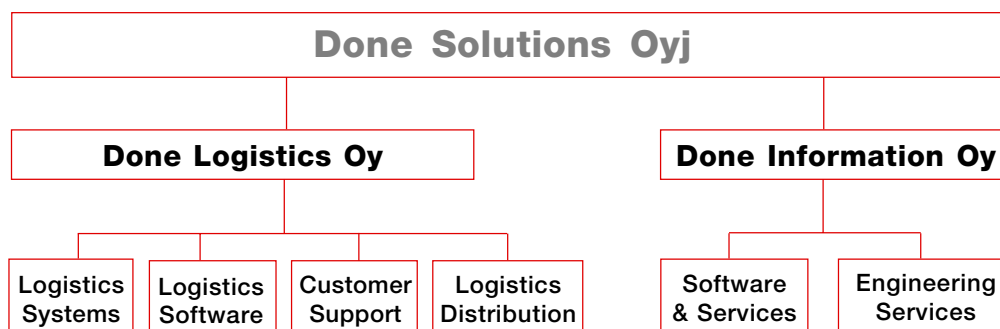 Done Solutions Oyj
Done Logistics Oy
Done Information Oy
Logistics
Systems
Logistics
Software
Customer
Support
Logistics
Distribution
Software
& Services
Engineering
Services